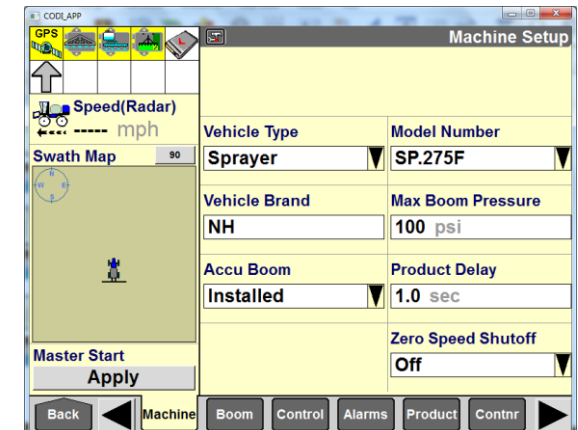 CODI_APP
GPS
Machine Setup
Speed(Radar)
----- mph
Swath Map 90
N
W
S
Vehicle Type
Sprayer
Model Number
SP.275F
Vehicle Brand
NH
Max Boom Pressure
100 psi
Accu Boom
Installed
Product Delay
1.0 sec
Zero Speed Shutoff
Off
Master Start
Apply
Back Machine Boom Control Alarms Product Contnr